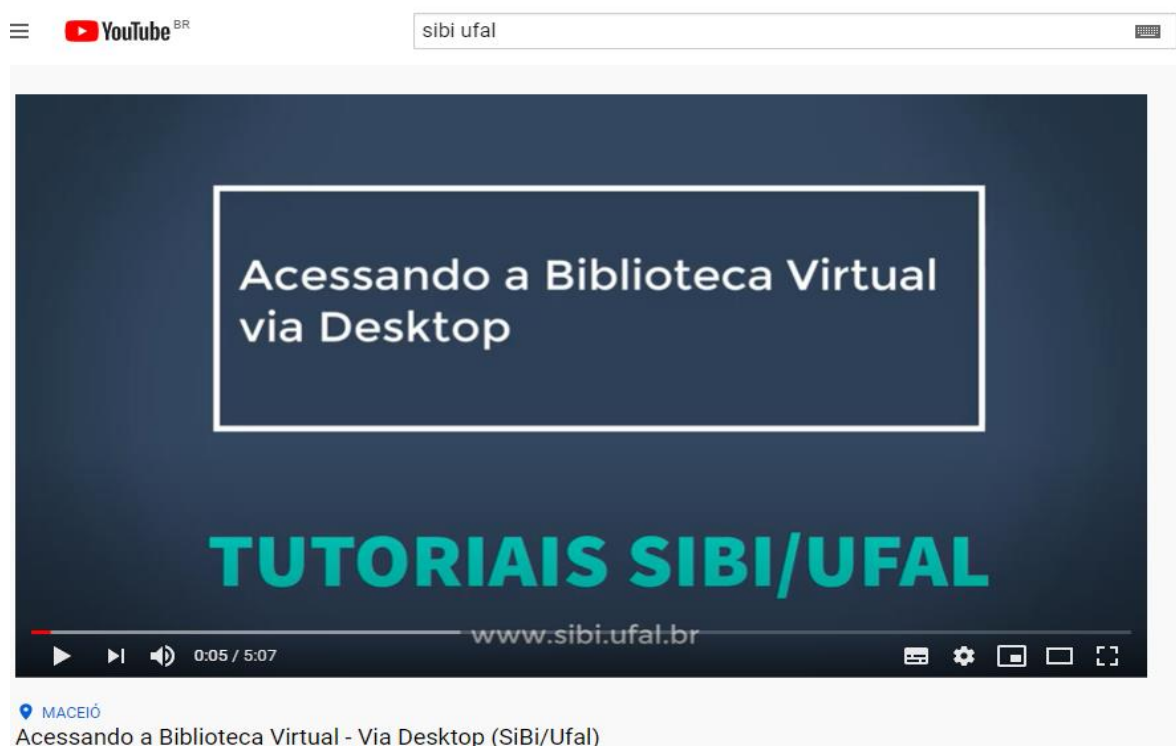 YouTube BR
sibi ufal
Acessando a Biblioteca Virtual
via Desktop
TUTORIAIS SIBI/UFAL
www.sibi.ufal.br
0:05 / 5:07
MACEIÓ
Acessando a Biblioteca Virtual - Via Desktop (SiBi/Ufal)